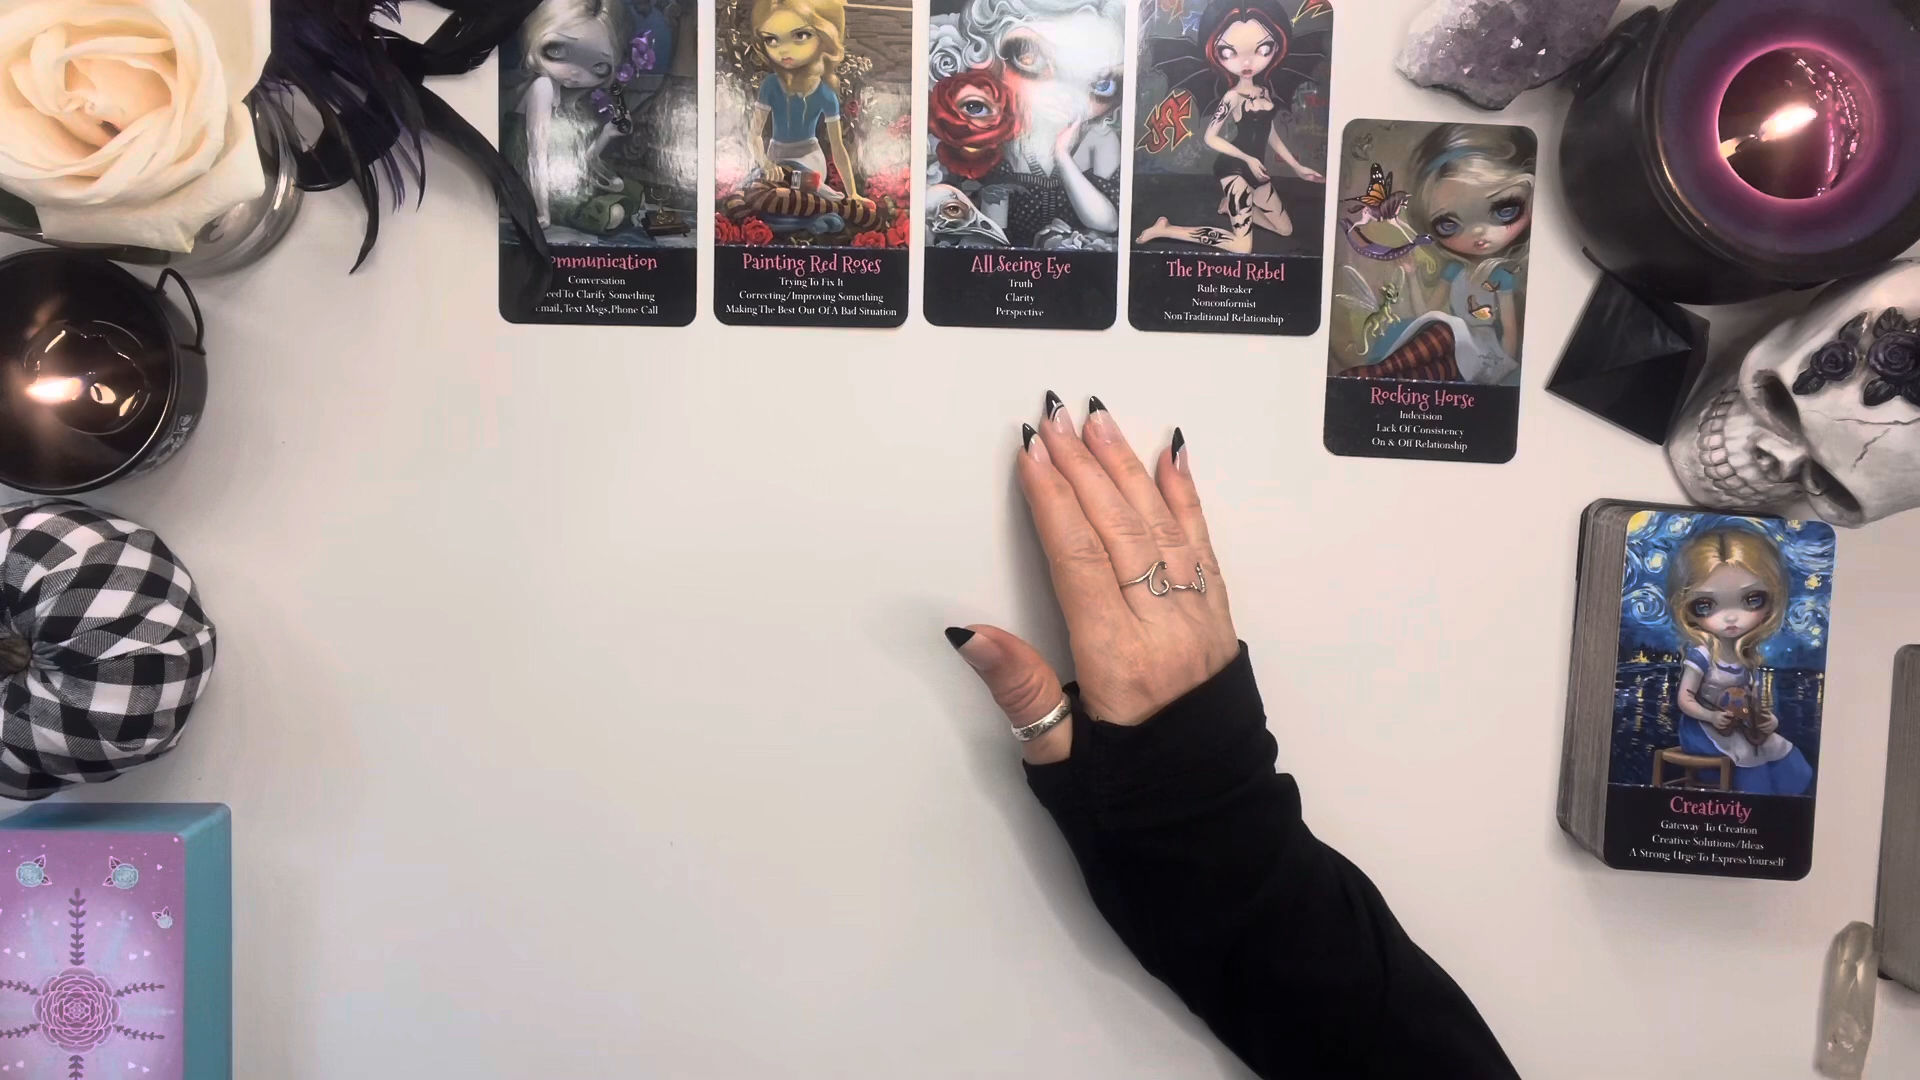 ommunication
Conversation
eed To Clarify Something
Email,Text Msgs,Phone Call
Painting Red Roses
Trying To Fix It
Correcting/Improving Something
Making The Best Out Of A Bad Situation
All Seeing Eye
Truth
Clarity
Perspective
The Proud Rebel
Rule Breaker
Nonconformist
Non Traditional Relationship
Rocking Horse
Indecision
Lack Of Consistency
On & Off Relationship
Creativity
Gateway To Creation
Creative Solutions/Ideas
A Strong Urge To Express Yourself